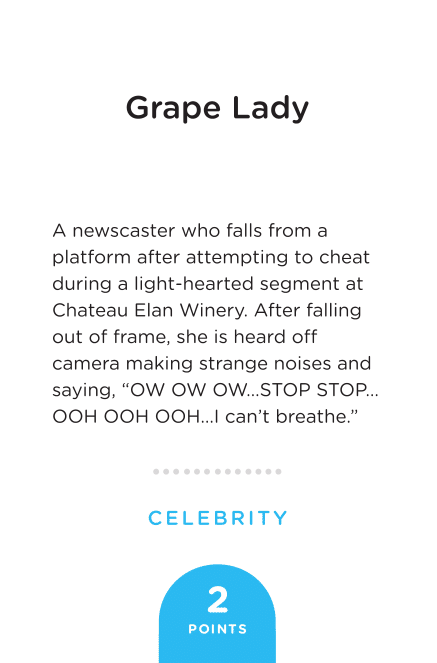 Grape Lady
A newscaster who falls from a
platform after attempting to cheat
during a light-hearted segment at
Chateau Elan Winery. After falling
out of frame, she is heard off
camera making strange noises and
saying, “OW OW OW...STOP STOP...
OOH OOH OOH...I can’t breathe.”
CELEBRITY
2
POINTS